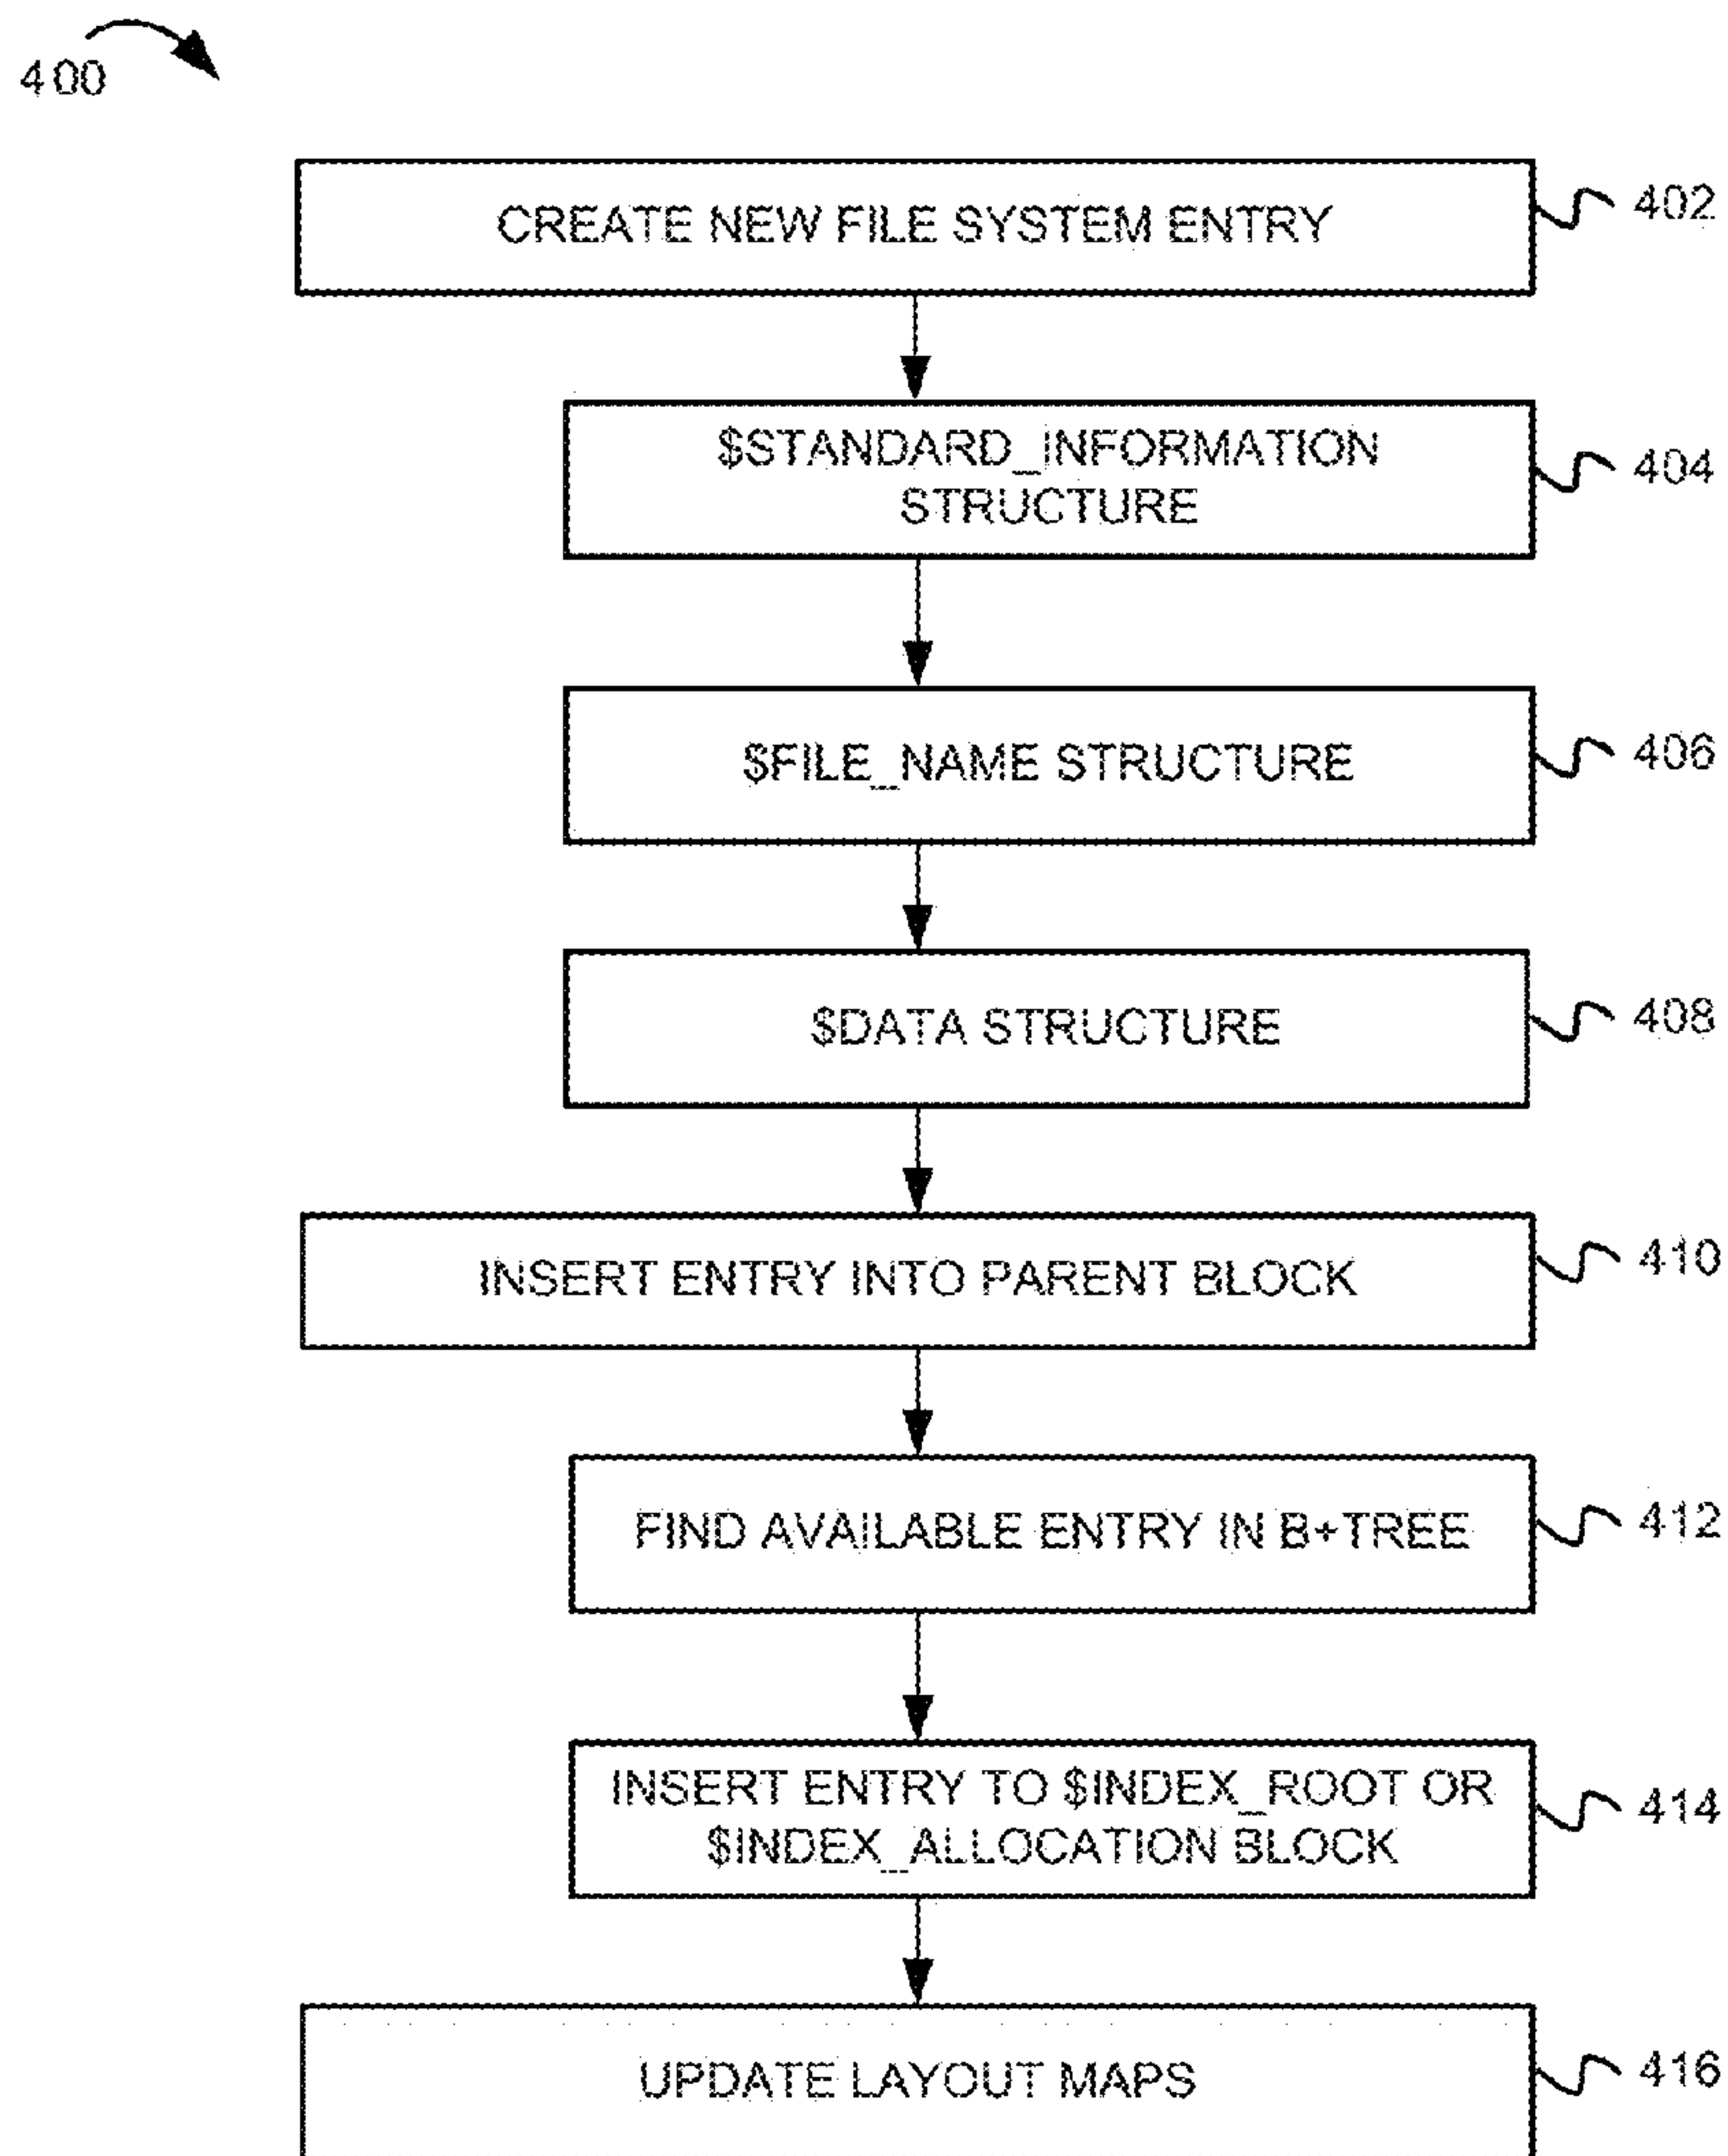 400
CREATE NEW FILE SYSTEM ENTRY
402
$STANDARD_INFORMATION
STRUCTURE
404
$FILE_NAME STRUCTURE
406
$DATA STRUCTURE
408
INSERT ENTRY INTO PARENT BLOCK
410
FIND AVAILABLE ENTRY IN B+TREE
412
INSERT ENTRY TO $INDEX_ROOT OR
$INDEX_ALLOCATION BLOCK
414
UPDATE LAYOUT MAPS
416